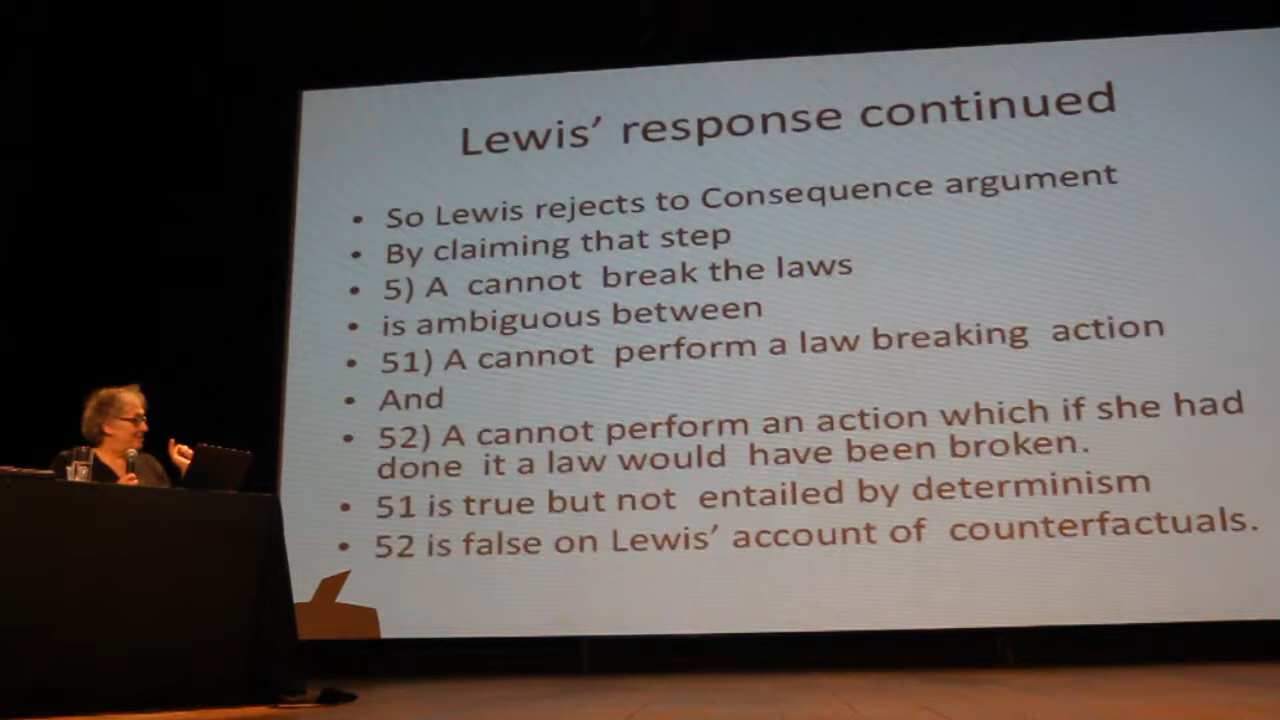 Lewis’ response continued
• So Lewis rejects to Consequence argument
• By claiming that step
• 5) A cannot break the laws
• is ambiguous between
• 51) A cannot perform a law breaking action
• And
• 52) A cannot perform an action which if she had
done it a law would have been broken.
• 51 is true but not entailed by determinism
• 52 is false on Lewis’ account of counterfactuals.